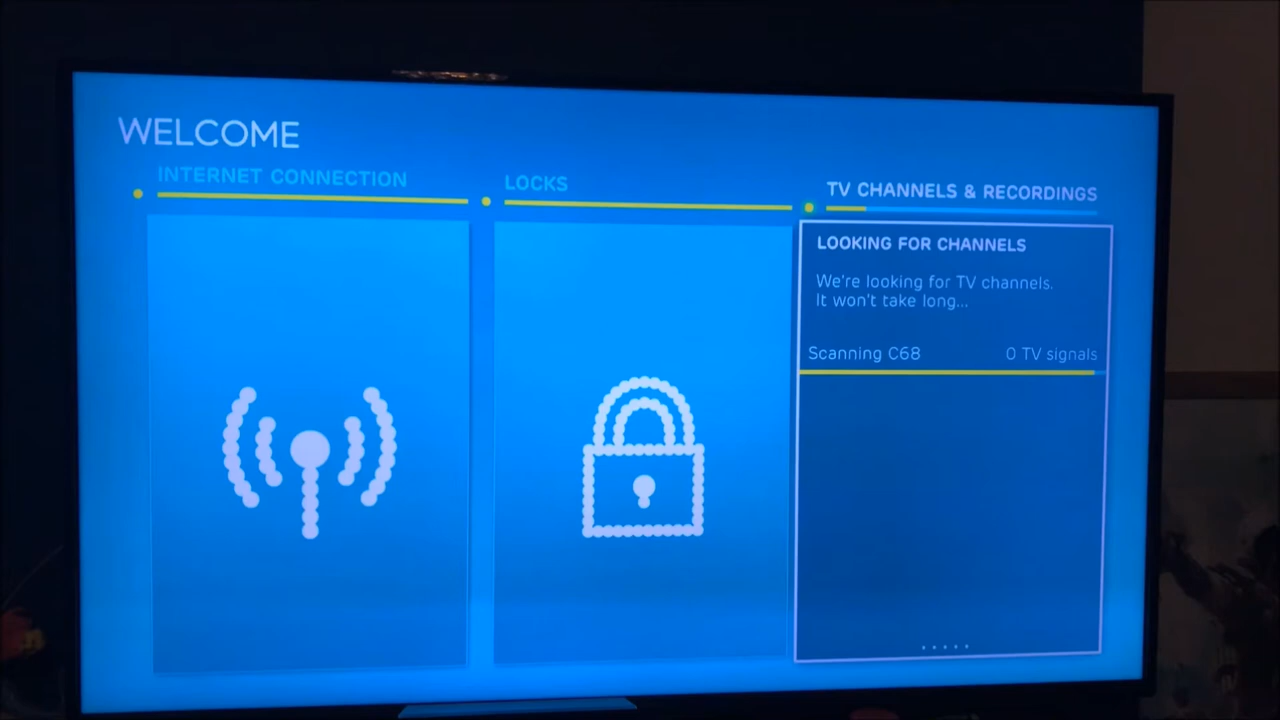 WELCOME
INTERNET CONNECTION
LOCKS
TV CHANNELS & RECORDINGS
LOOKING FOR CHANNELS
We're looking for TV channels.
It won't take long...
Scanning C68
0 TV signals